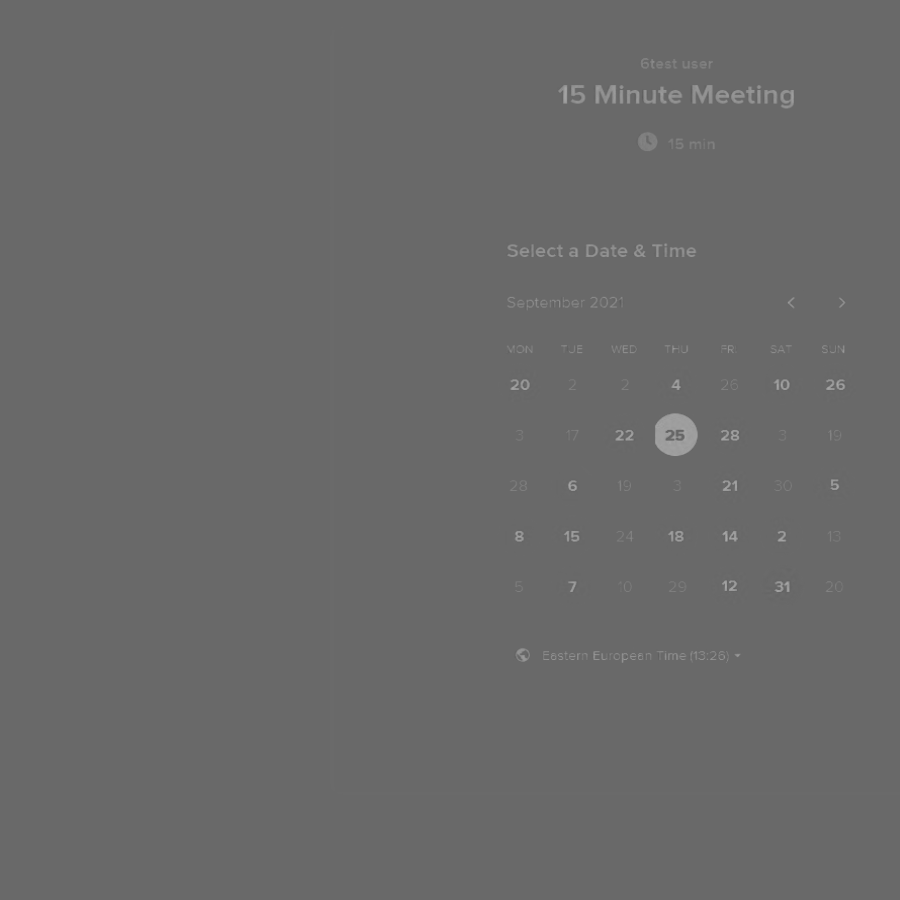 6test user
15 Minute Meeting
15 min
Select a Date & Time
September 2021
MON TUE WED THU FRI SAT SUN
20 2 2 4 26 10 26
3 17 22 25 28 3 19
28 6 19 3 21 30 5
8 15 24 18 14 2 13
5 7 10 29 12 31 20
Eestern European Time (13:26)